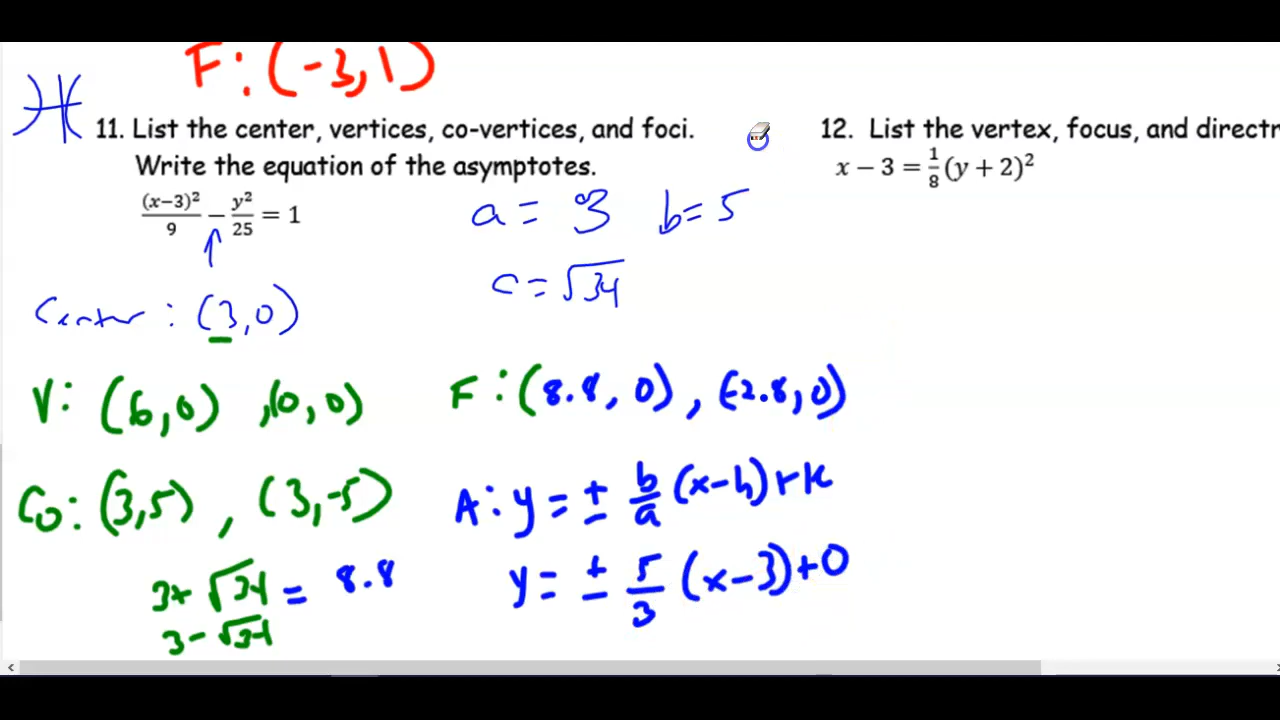 F: (-3,1)
11. List the center, vertices, co-vertices, and foci.
Write the equation of the asymptotes.
(x−3)²/9 − y²/25 = 1
a = 3 b = 5
c = √34
Center : (3,0)
V: (6,0) ,(0,0)
F : (8.8, 0) , (-2.8, 0)
Co: (3,5) , (3,-5)
A: y = ± b/a (x-h)+k
3+ √34 = 8.8
3 - √34
y = ± 5/3 (x-3)+0
12. List the vertex, focus, and directr
x − 3 = 1/8 (y + 2)²